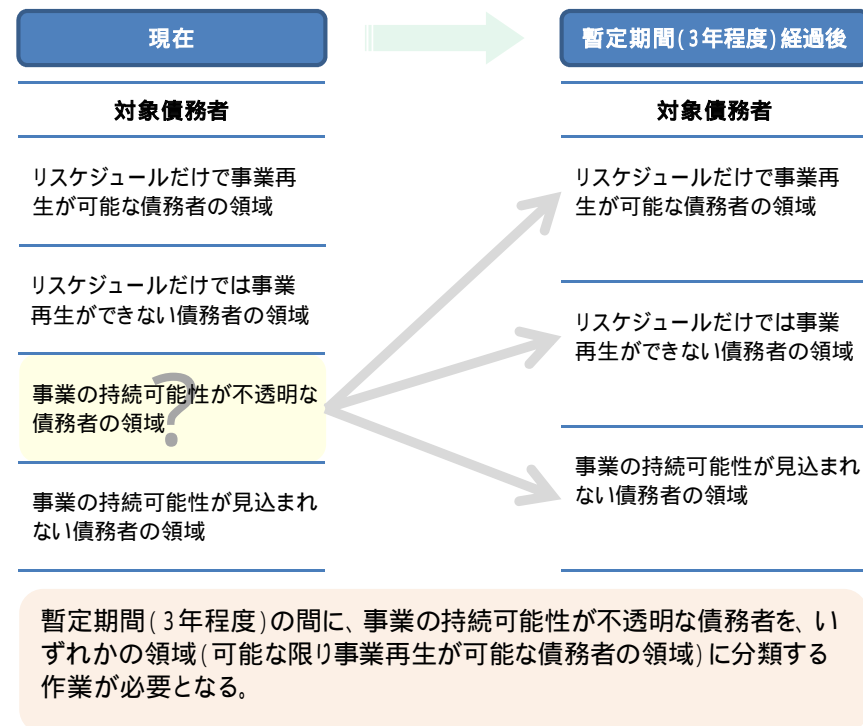 現在
暫定期間(3年程度)経過後
対象債務者
対象債務者
リスケジュールだけで事業再
生が可能な債務者の領域
リスケジュールだけでは事業
再生ができない債務者の領域
事業の持続可能性が不透明な
債務者の領域
?
事業の持続可能性が見込まれ
ない債務者の領域
リスケジュールだけで事業再
生が可能な債務者の領域
リスケジュールだけでは事業
再生ができない債務者の領域
事業の持続可能性が見込まれ
ない債務者の領域
暫定期間(3年程度)の間に、事業の持続可能性が不透明な債務者を、い
ずれかの領域(可能な限り事業再生が可能な債務者の領域)に分類する
作業が必要となる。